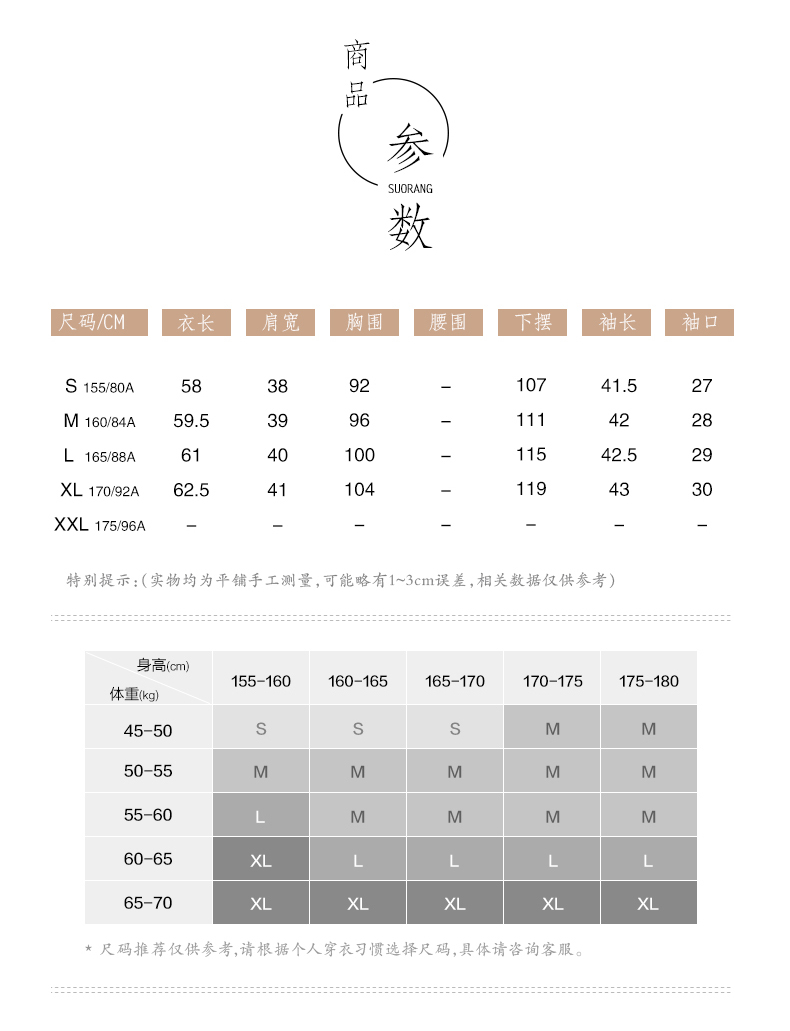 商品
参
SUORANG
数
尺码/CM 衣长 肩宽 胸围 腰围 下摆 袖长 袖口
S 155/80A 58 38 92 – 107 41.5 27
M 160/84A 59.5 39 96 – 111 42 28
L 165/88A 61 40 100 – 115 42.5 29
XL 170/92A 62.5 41 104 – 119 43 30
XXL 175/96A – – – – – – –
特别提示:(实物均为平铺手工测量,可能略有1~3cm误差,相关数据仅供参考)
身高(cm)
体重(kg) 155-160 160-165 165-170 170-175 175-180
45-50 S S S M M
50-55 M M M M M
55-60 L M M M M
60-65 XL L L L L
65-70 XL XL XL XL XL
* 尺码推荐仅供参考,请根据个人穿衣习惯选择尺码,具体请咨询客服。